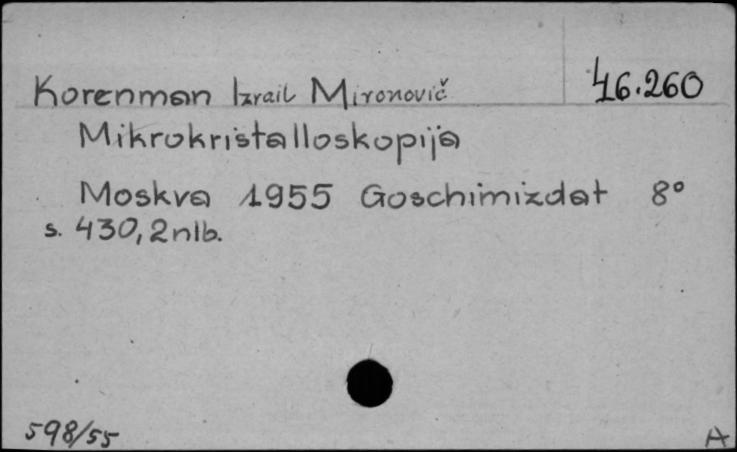 Korenman Izrail Mironovič 46.260
Mikrokristalloskopija
Moskva 1955 Goschimizdat 8°
s. 430, 2nlb.
598/55 A